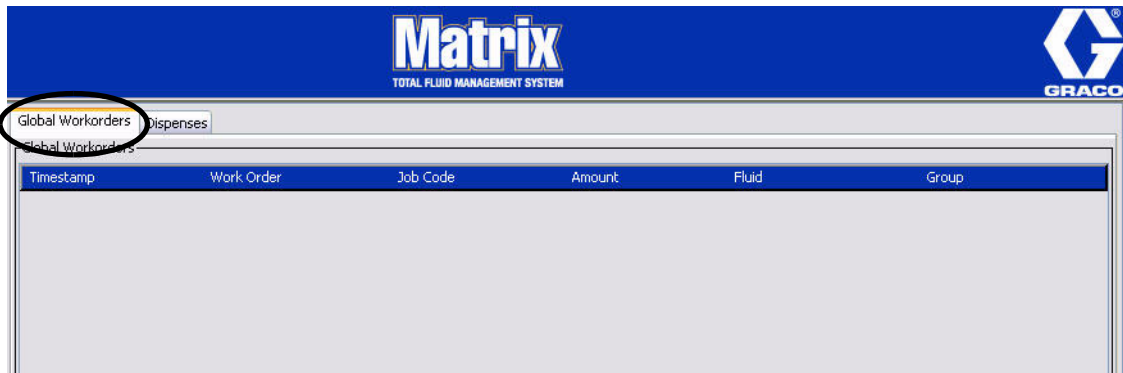 Matrix
TOTAL FLUID MANAGEMENT SYSTEM
®
GRACO
Global Workorders Dispenses
Global Workorders
Timestamp Work Order Job Code Amount Fluid Group